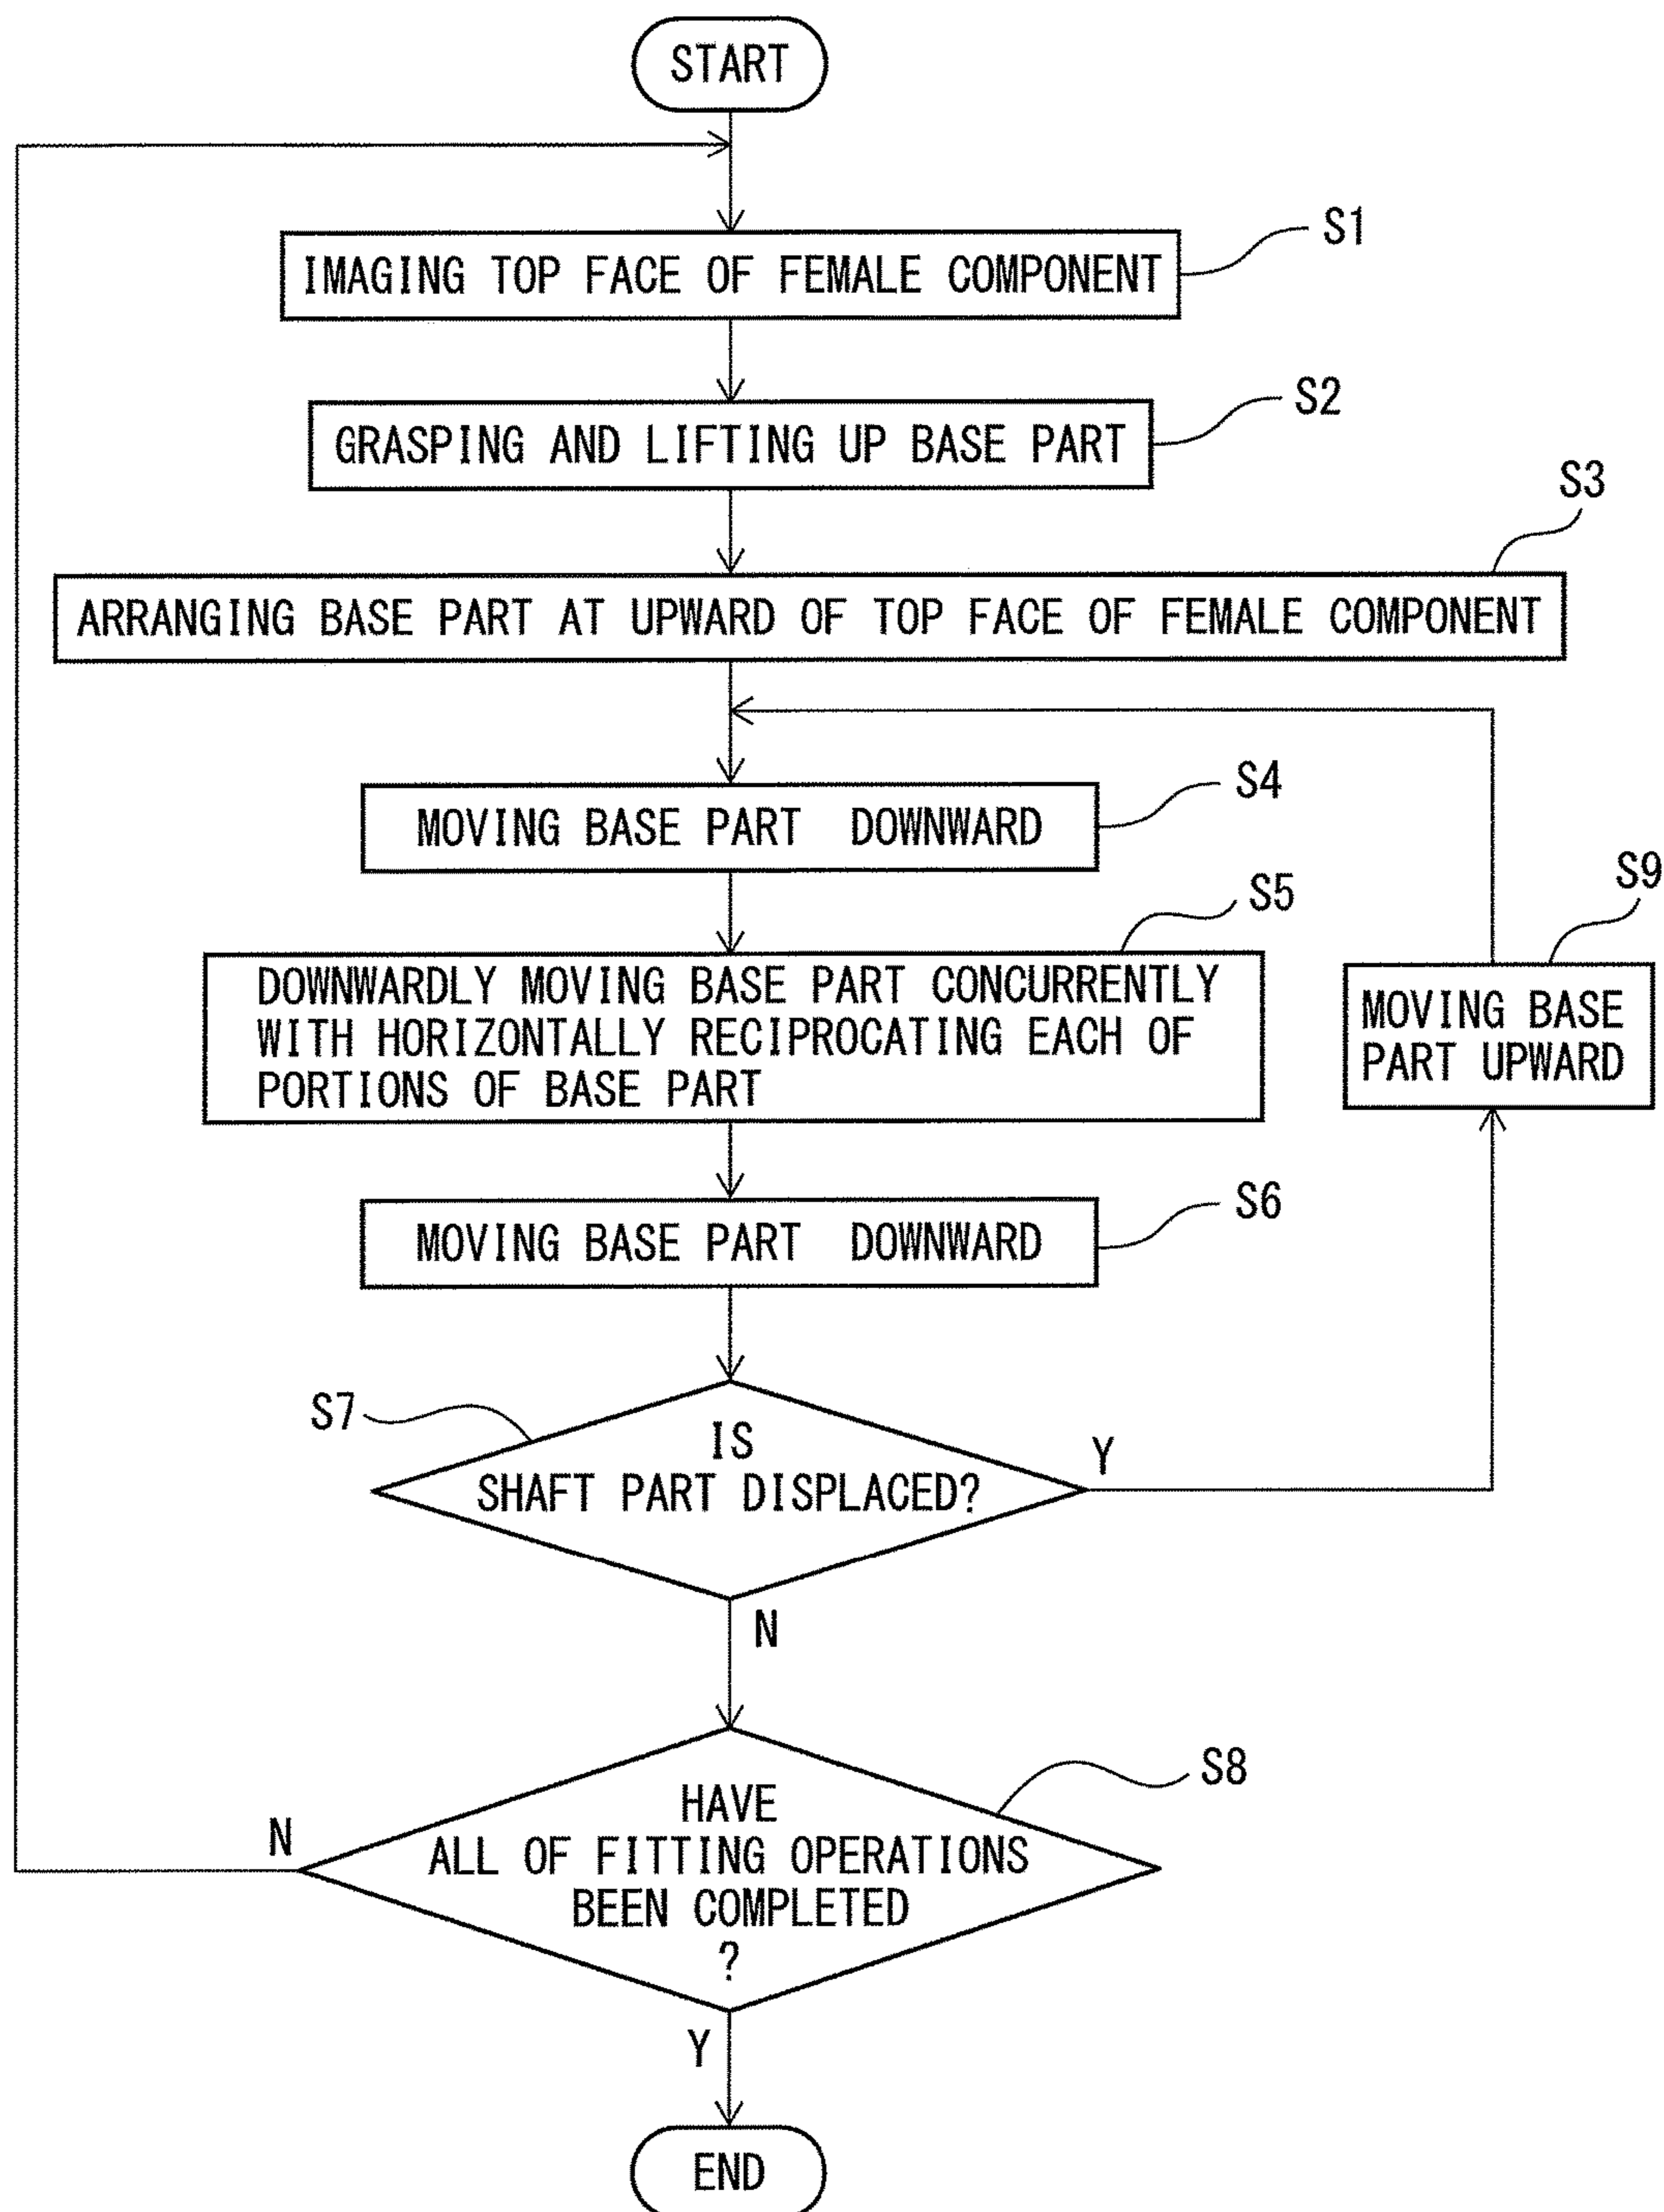 START
S1
IMAGING TOP FACE OF FEMALE COMPONENT
S2
GRASPING AND LIFTING UP BASE PART
S3
ARRANGING BASE PART AT UPWARD OF TOP FACE OF FEMALE COMPONENT
S4
MOVING BASE PART DOWNWARD
S5
DOWNWARDLY MOVING BASE PART CONCURRENTLY
WITH HORIZONTALLY RECIPROCATING EACH OF
PORTIONS OF BASE PART
S9
MOVING BASE
PART UPWARD
S6
MOVING BASE PART DOWNWARD
S7
IS
SHAFT PART DISPLACED?
Y
N
S8
HAVE
ALL OF FITTING OPERATIONS
BEEN COMPLETED
?
N
Y
END